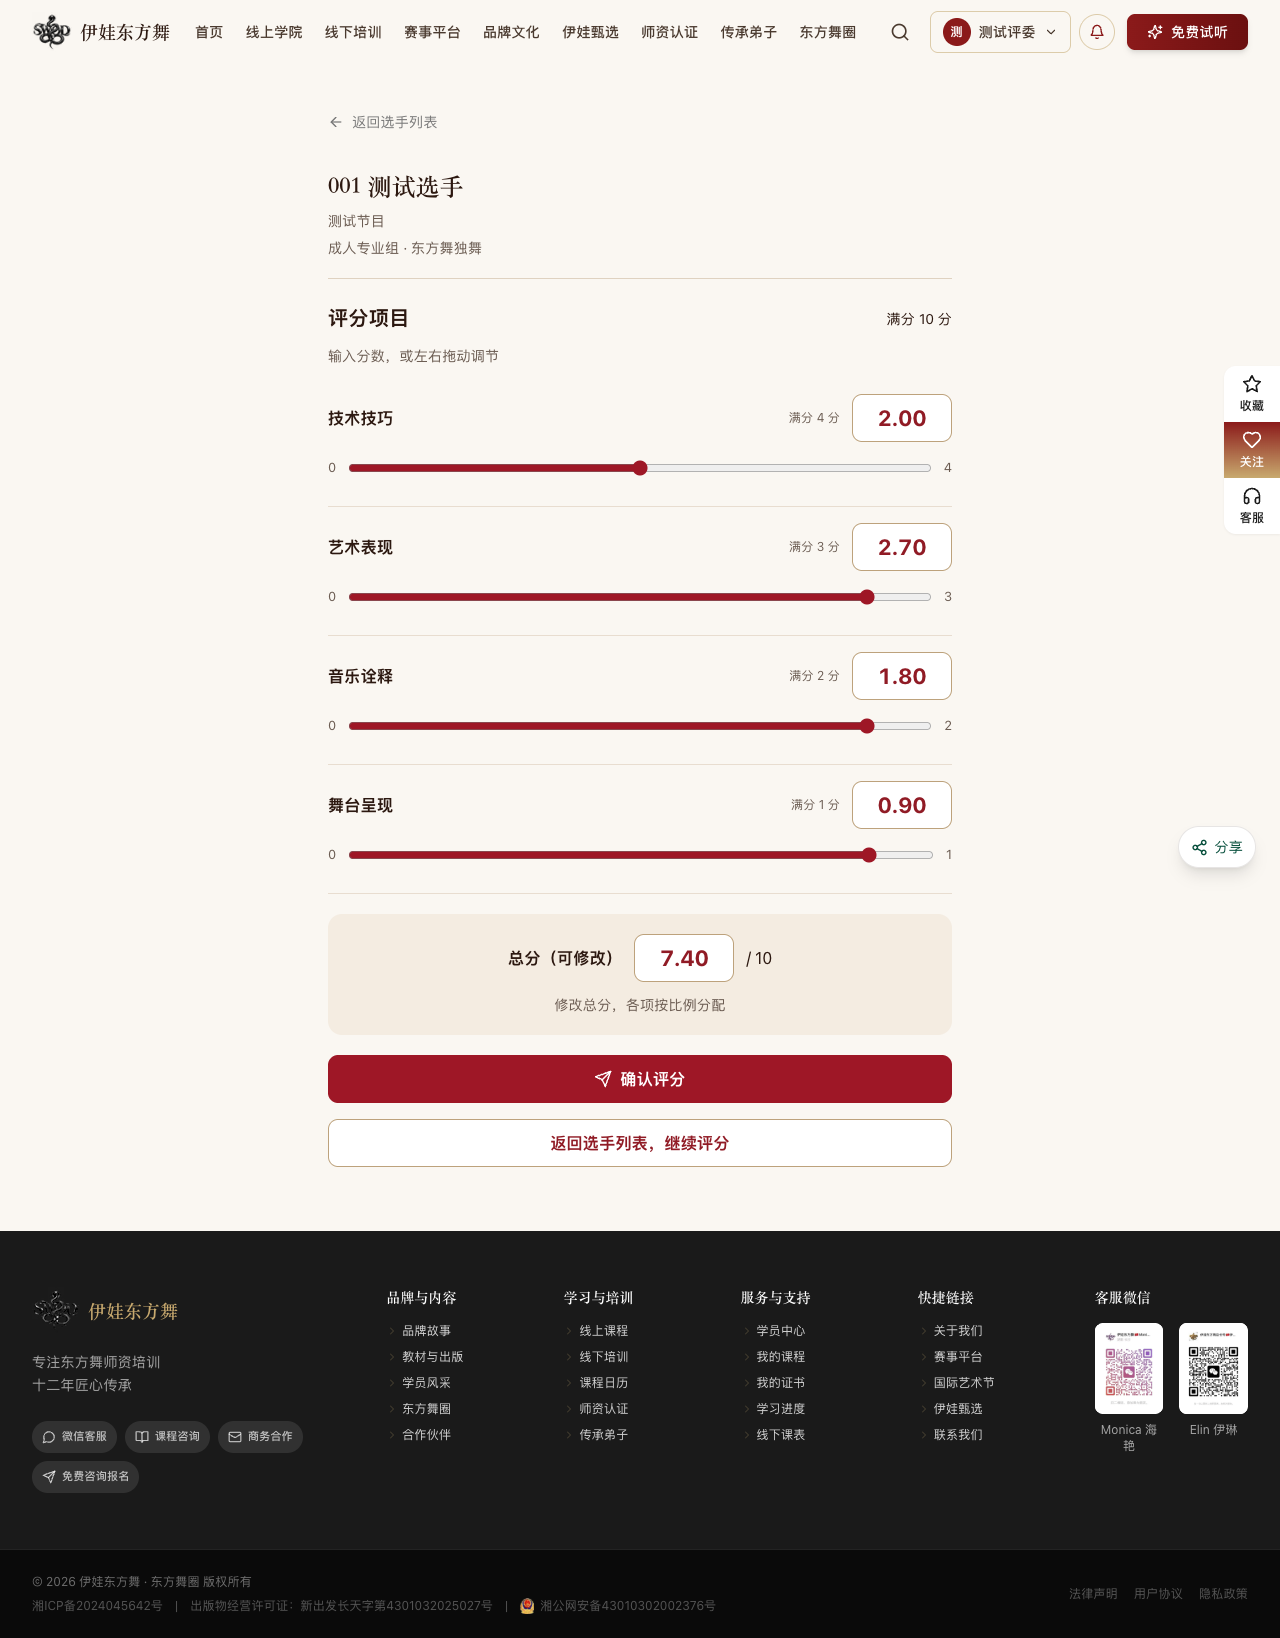 伊娃东方舞
首页 线上学院 线下培训 赛事平台 品牌文化 伊娃甄选 师资认证 传承弟子 东方舞圈
测 测试评委
免费试听
返回选手列表
001 测试选手
测试节目
成人专业组 · 东方舞独舞
评分项目 满分 10 分
输入分数，或左右拖动调节
技术技巧 满分 4 分 2.00
0 4
艺术表现 满分 3 分 2.70
0 3
音乐诠释 满分 2 分 1.80
0 2
舞台呈现 满分 1 分 0.90
0 1
总分（可修改） 7.40 / 10
修改总分，各项按比例分配
确认评分
返回选手列表，继续评分
收藏
关注
客服
分享
伊娃东方舞
专注东方舞师资培训
十二年匠心传承
微信客服 课程咨询 商务合作
免费咨询报名
品牌与内容
品牌故事
教材与出版
学员风采
东方舞圈
合作伙伴
学习与培训
线上课程
线下培训
课程日历
师资认证
传承弟子
服务与支持
学员中心
我的课程
我的证书
学习进度
线下课表
快捷链接
关于我们
赛事平台
国际艺术节
伊娃甄选
联系我们
客服微信
Monica 海
艳
Elin 伊琳
© 2026 伊娃东方舞 · 东方舞圈 版权所有
湘ICP备2024045642号 | 出版物经营许可证：新出发长天字第4301032025027号 | 湘公网安备43010302002376号
法律声明 用户协议 隐私政策